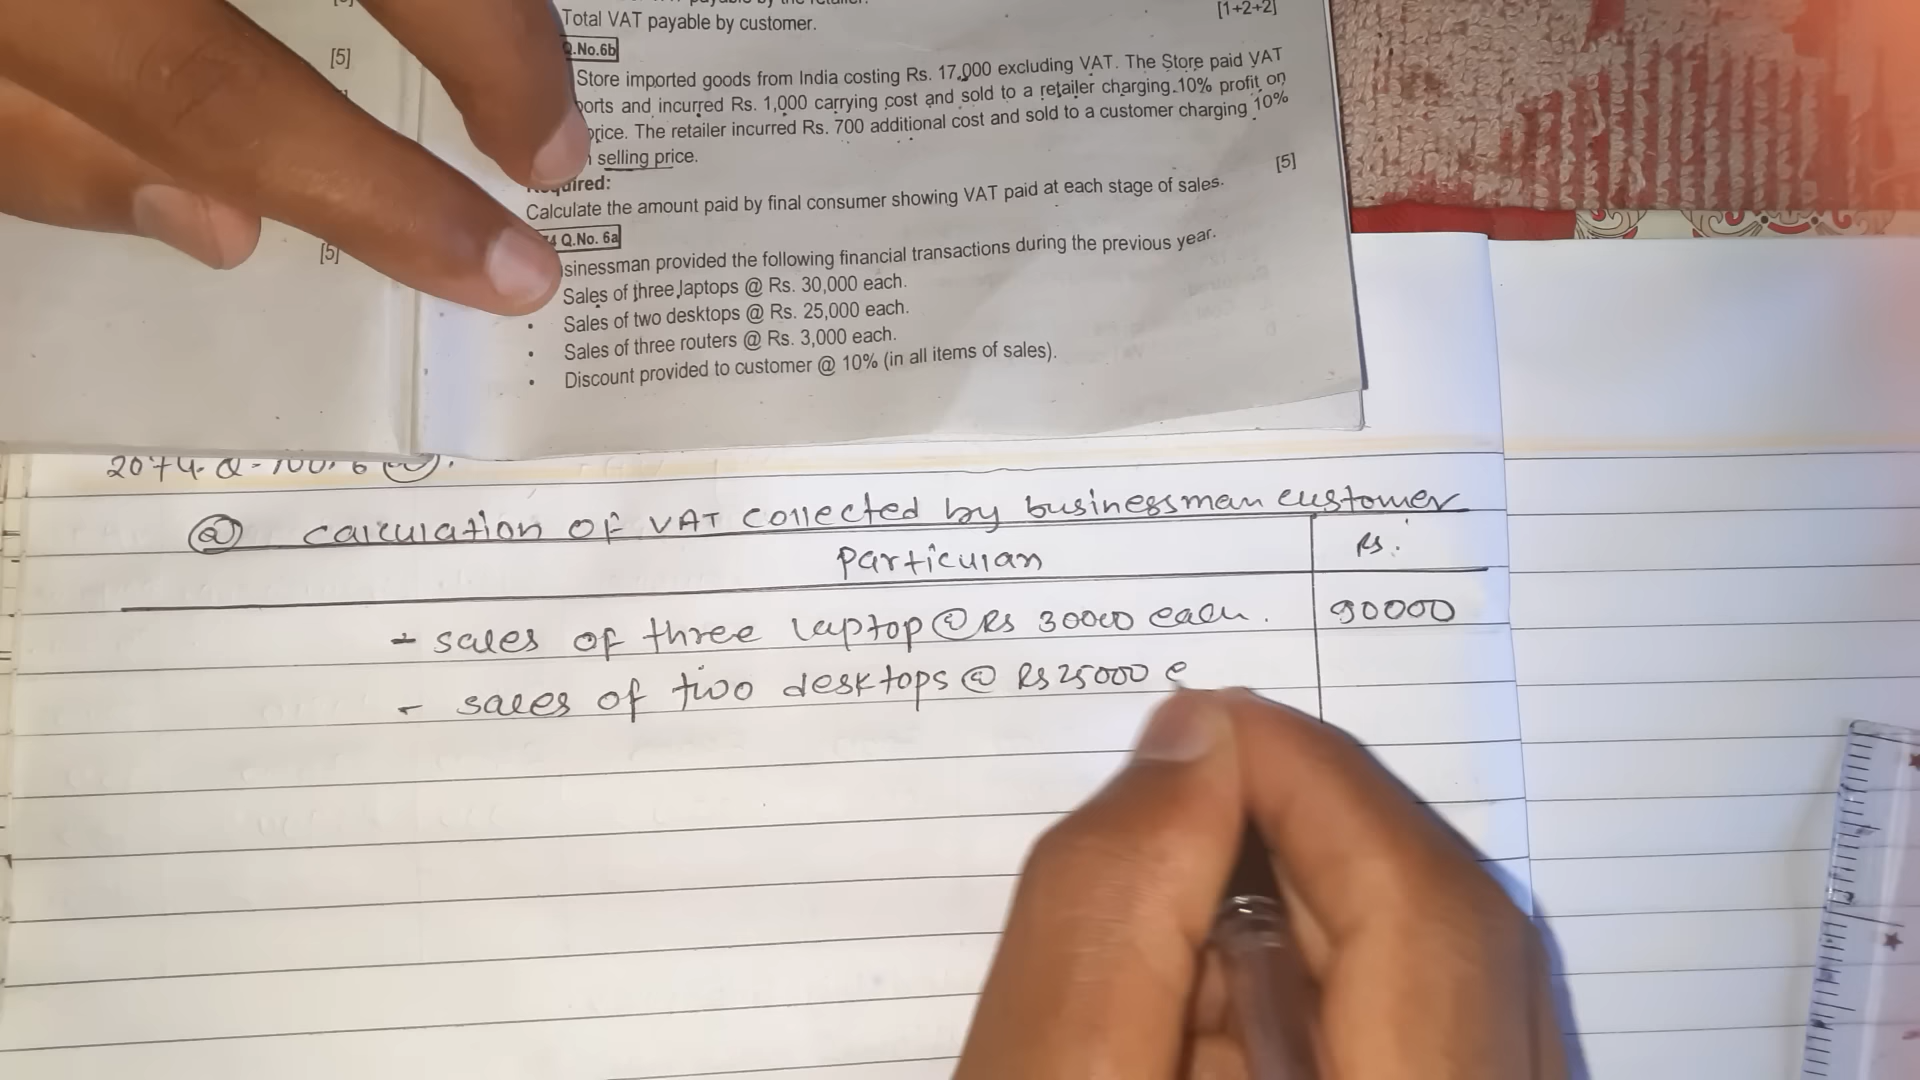 [5]
[5]
Total VAT payable by customer.
[1+2+2]
Q.No.6b
Store imported goods from India costing Rs. 17,000 excluding VAT. The Store paid VAT
orts and incurred Rs. 1,000 carrying cost and sold to a retailer charging 10% profit on
price. The retailer incurred Rs. 700 additional cost and sold to a customer charging 10%
selling price.
[5]
quired:
Calculate the amount paid by final consumer showing VAT paid at each stage of sales.
4 Q.No. 6a
sinessman provided the following financial transactions during the previous year.
Sales of three laptops @ Rs. 30,000 each.
• Sales of two desktops @ Rs. 25,000 each.
• Sales of three routers @ Rs. 3,000 each.
• Discount provided to customer @ 10% (in all items of sales).
2074. Q. No. 6
a calculation of VAT collected by businessman customer
particular Rs.
- sales of three laptop @ Rs 30000 each. 90000
- sales of two desktops @ Rs 25000 e